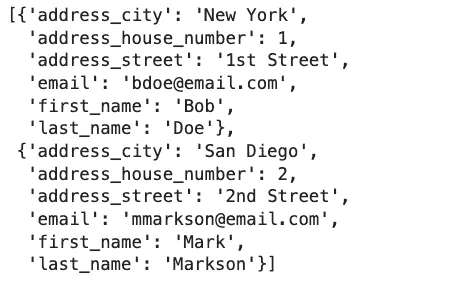 [{'address_city': 'New York',
  'address_house_number': 1,
  'address_street': '1st Street',
  'email': 'bdoe@email.com',
  'first_name': 'Bob',
  'last_name': 'Doe'},
 {'address_city': 'San Diego',
  'address_house_number': 2,
  'address_street': '2nd Street',
  'email': 'mmarkson@email.com',
  'first_name': 'Mark',
  'last_name': 'Markson'}]